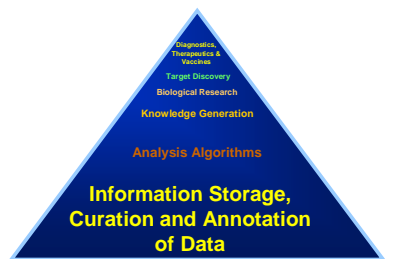 Diagnostics,
Therapeutics &
Vaccines
Target Discovery
Biological Research
Knowledge Generation
Analysis Algorithms
Information Storage,
Curation and Annotation
of Data